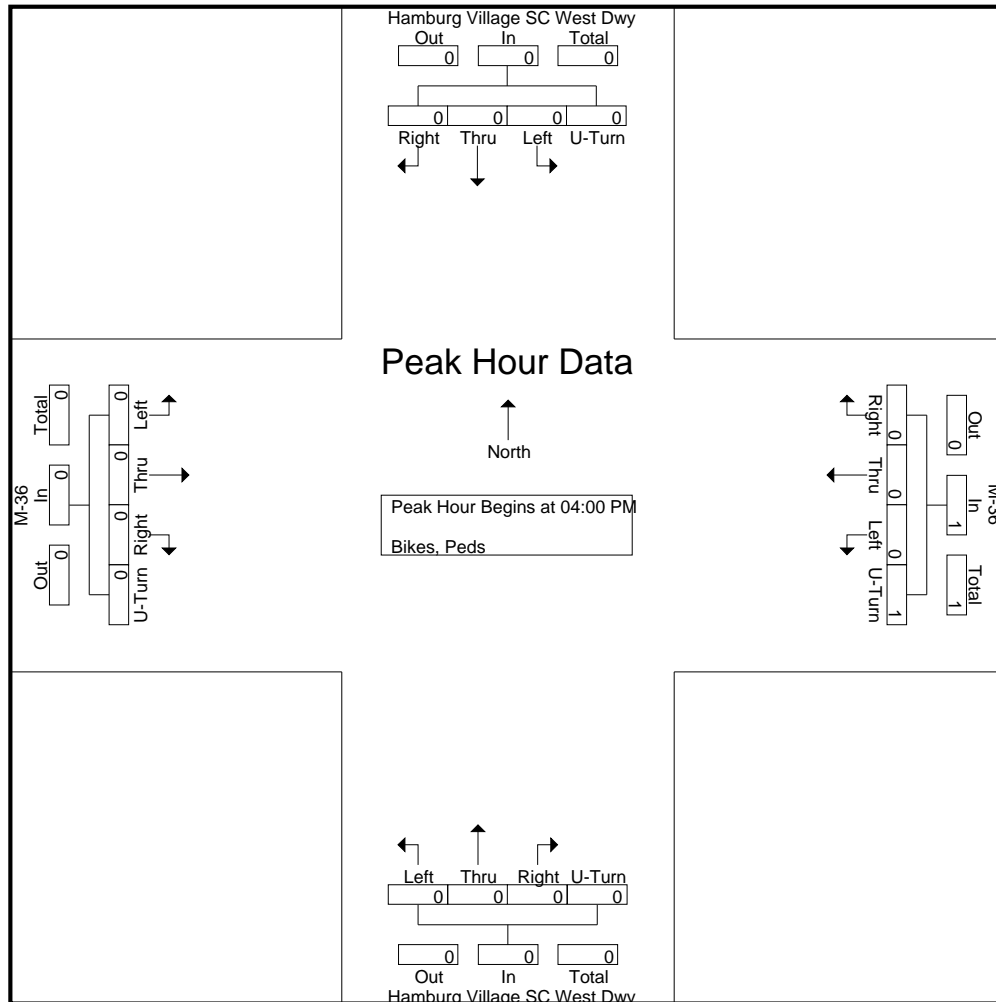 Hamburg Village SC West Dwy
Out In Total
0 0 0
0 0 0 0
Right Thru Left U-Turn
Peak Hour Data
North
Peak Hour Begins at 04:00 PM
Bikes, Peds
M-36
Total In Out
0 0 0
0 0 0 0
Left Thru Right U-Turn
Right Thru Left U-Turn
0 0 0 1
Out In Total
0 1 1
M-36
Left Thru Right U-Turn
0 0 0 0
0 0 0
Out In Total
Hamburg Village SC West Dwy